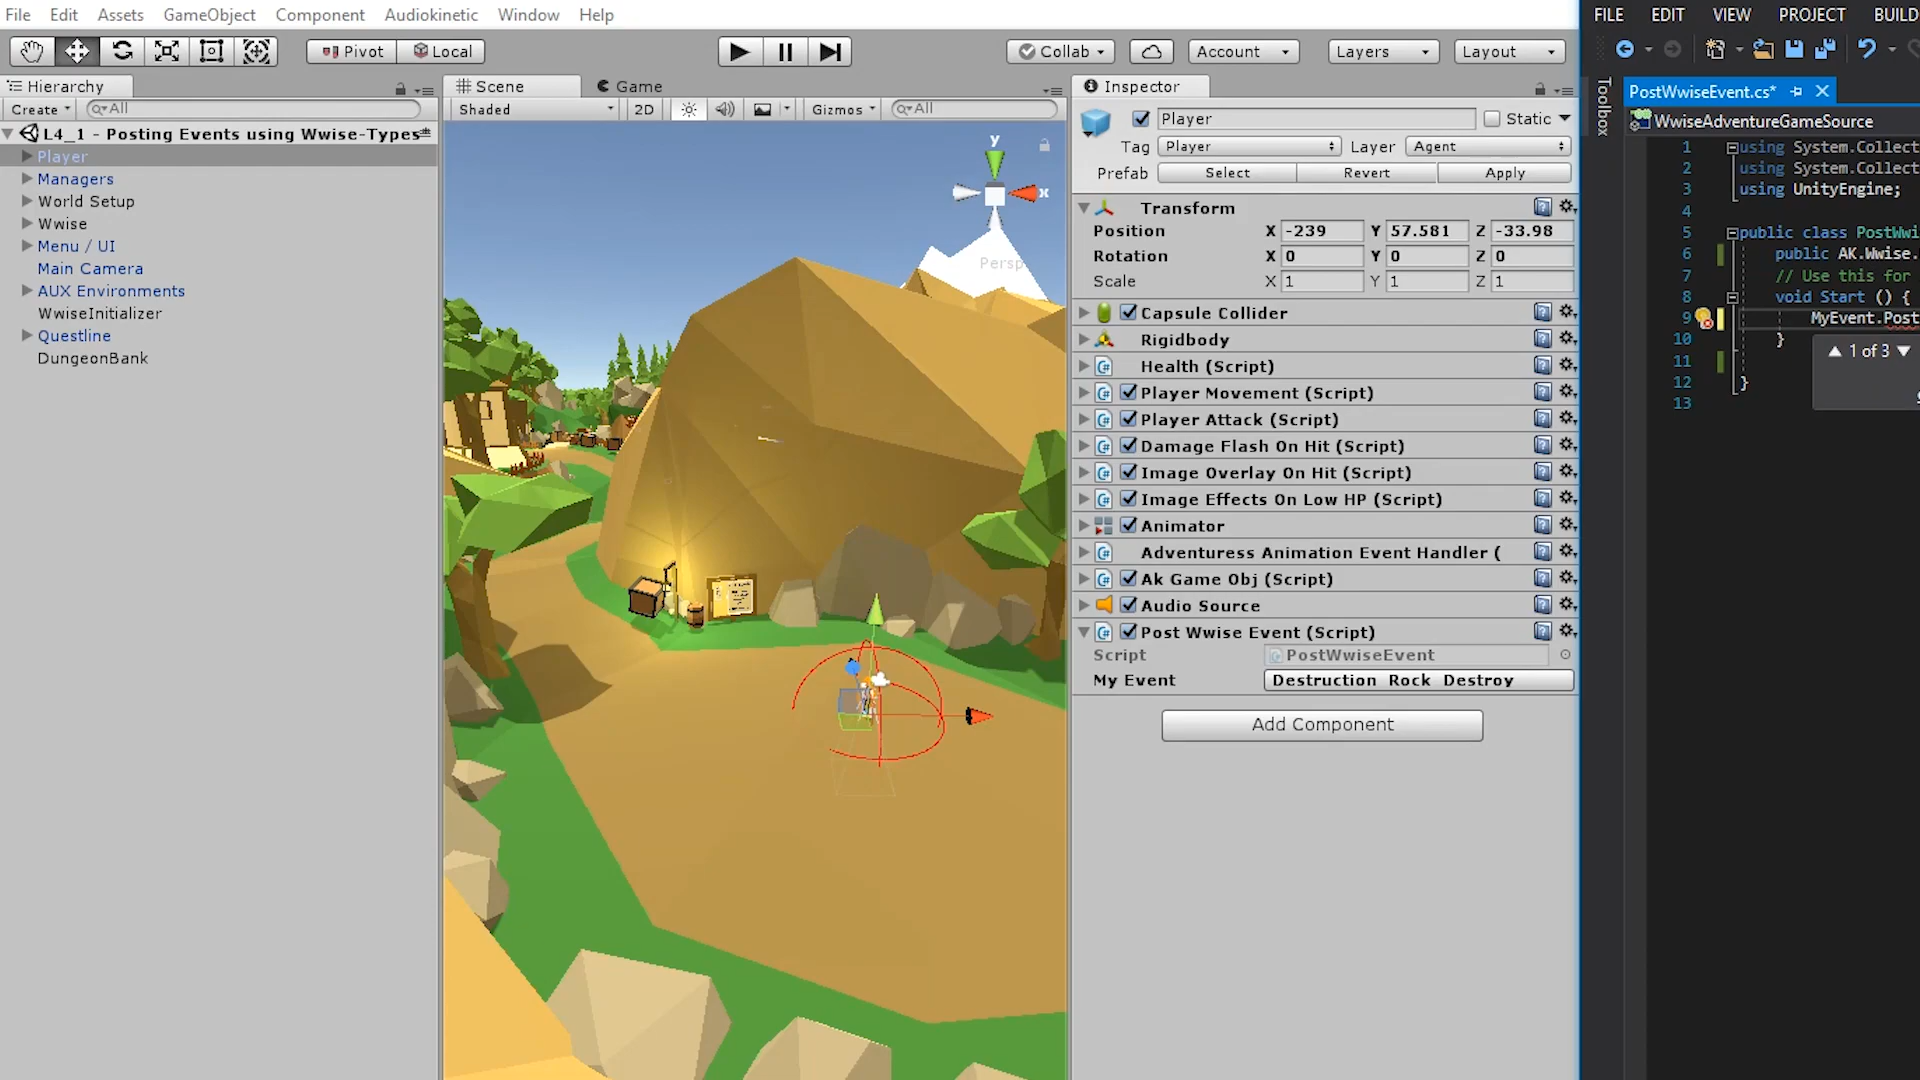 File Edit Assets GameObject Component Audiokinetic Window Help
Pivot Local Collab Account Layers Layout
Hierarchy
Create All
L4_1 - Posting Events using Wwise-Types
Player
Managers
World Setup
Wwise
Menu / UI
Main Camera
AUX Environments
WwiseInitializer
Questline
DungeonBank
Scene Game
Shaded 2D Gizmos All
y
x
Persp
Inspector
Player Static
Tag Player Layer Agent
Prefab Select Revert Apply
Transform
Position X -239 Y 57.581 Z -33.98
Rotation X 0 Y 0 Z 0
Scale X 1 Y 1 Z 1
Capsule Collider
Rigidbody
Health (Script)
Player Movement (Script)
Player Attack (Script)
Damage Flash On Hit (Script)
Image Overlay On Hit (Script)
Image Effects On Low HP (Script)
Animator
Adventuress Animation Event Handler (
Ak Game Obj (Script)
Audio Source
Post Wwise Event (Script)
Script PostWwiseEvent
My Event Destruction_Rock_Destroy
Add Component
FILE EDIT VIEW PROJECT BUILD
Toolbox
PostWwiseEvent.cs*
WwiseAdventureGameSource
1 using System.Collect
2 using System.Collect
3 using UnityEngine;
4
5 public class PostWwi
6 public AK.Wwise.
7 // Use this for
8 void Start () {
9 MyEvent.Post
10 }
1 of 3
11
12 }
13